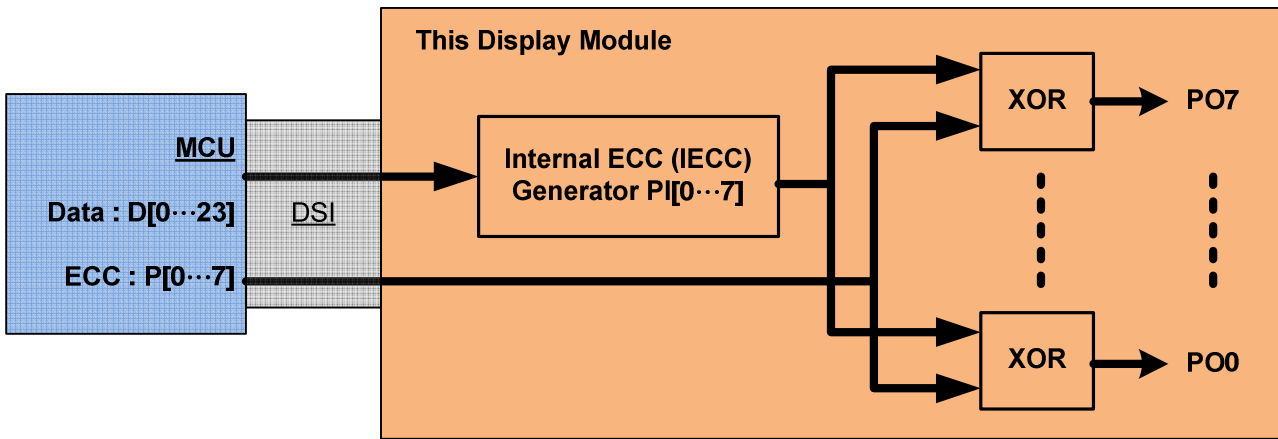 This Display Module
MCU
Data : D[0···23]
ECC : P[0···7]
DSI
Internal ECC (IECC)
Generator PI[0···7]
XOR
PO7
XOR
PO0